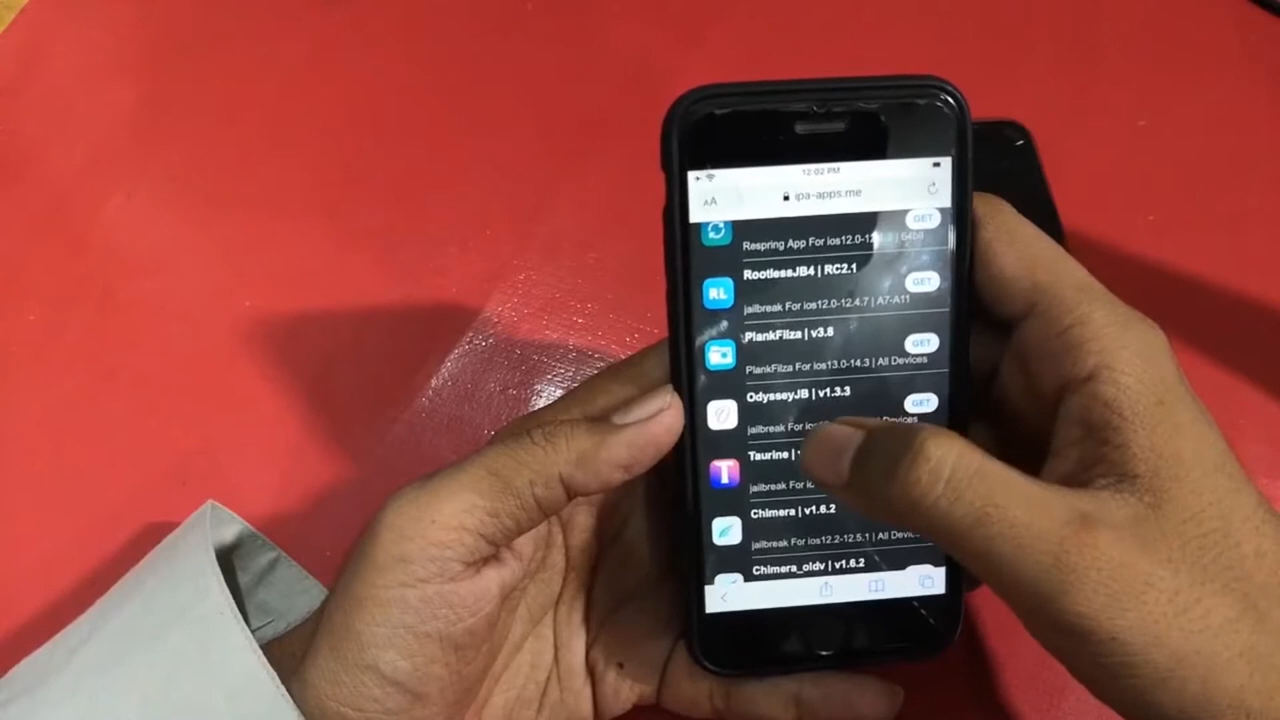 12:02 PM
AA ipa-apps.me
GET
Respring App For ios12.0-12
RootlessJB4 | RC2.1
RL
GET
jailbreak For ios12.0-12.4.7 | A7-A11
PlankFilza | v3.8
GET
PlankFilza For ios13.0-14.3 | All Devices
OdysseyJB | v1.3.3
GET
jailbreak For Devices
Taurine |
T
jailbreak For
Chimera | v1.6.2
jailbreak For ios12.2-12.5.1 | All
Chimera_oldv | v1.6.2